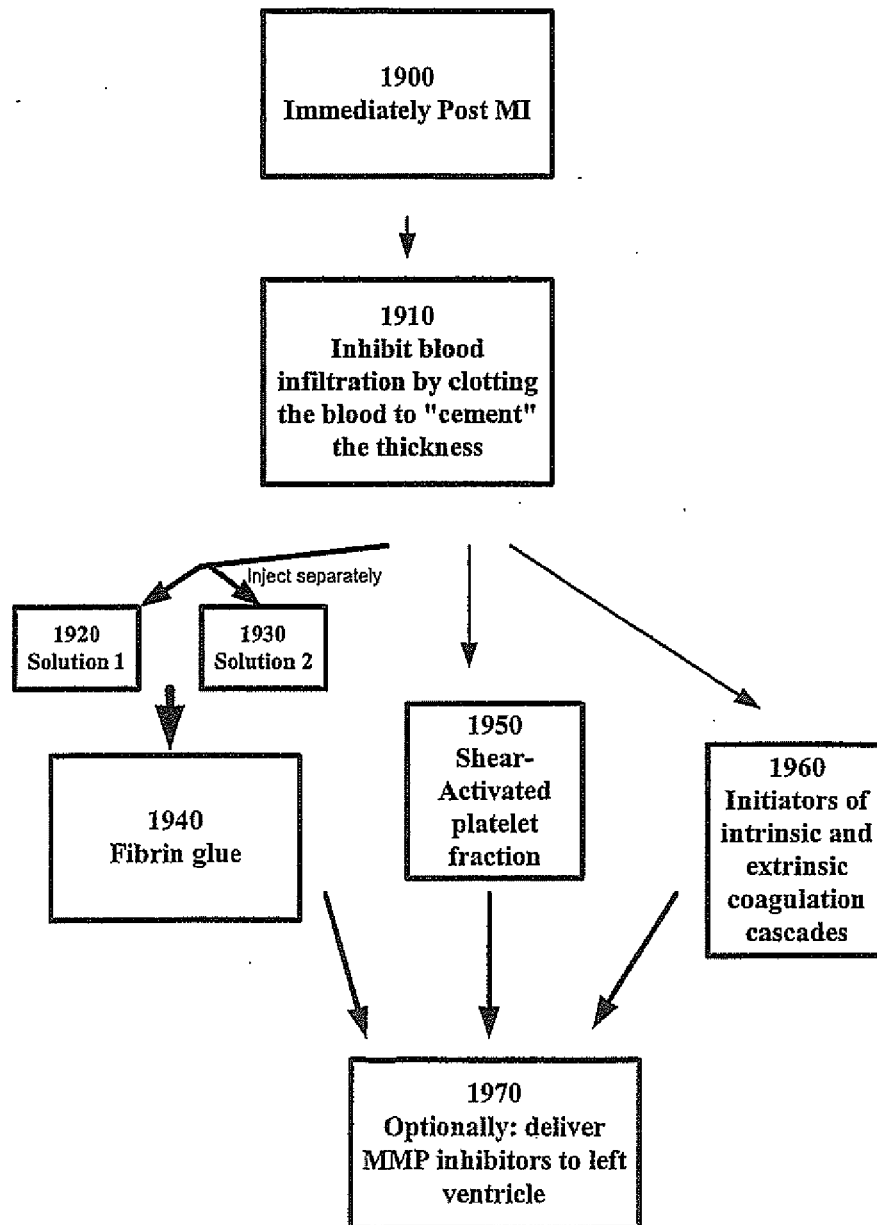 1900
Immediately Post MI
1910
Inhibit blood
infiltration by clotting
the blood to "cement"
the thickness
Inject separately
1920
Solution 1
1930
Solution 2
1940
Fibrin glue
1950
Shear-
Activated
platelet
fraction
1960
Initiators of
intrinsic and
extrinsic
coagulation
cascades
1970
Optionally: deliver
MMP inhibitors to left
ventricle